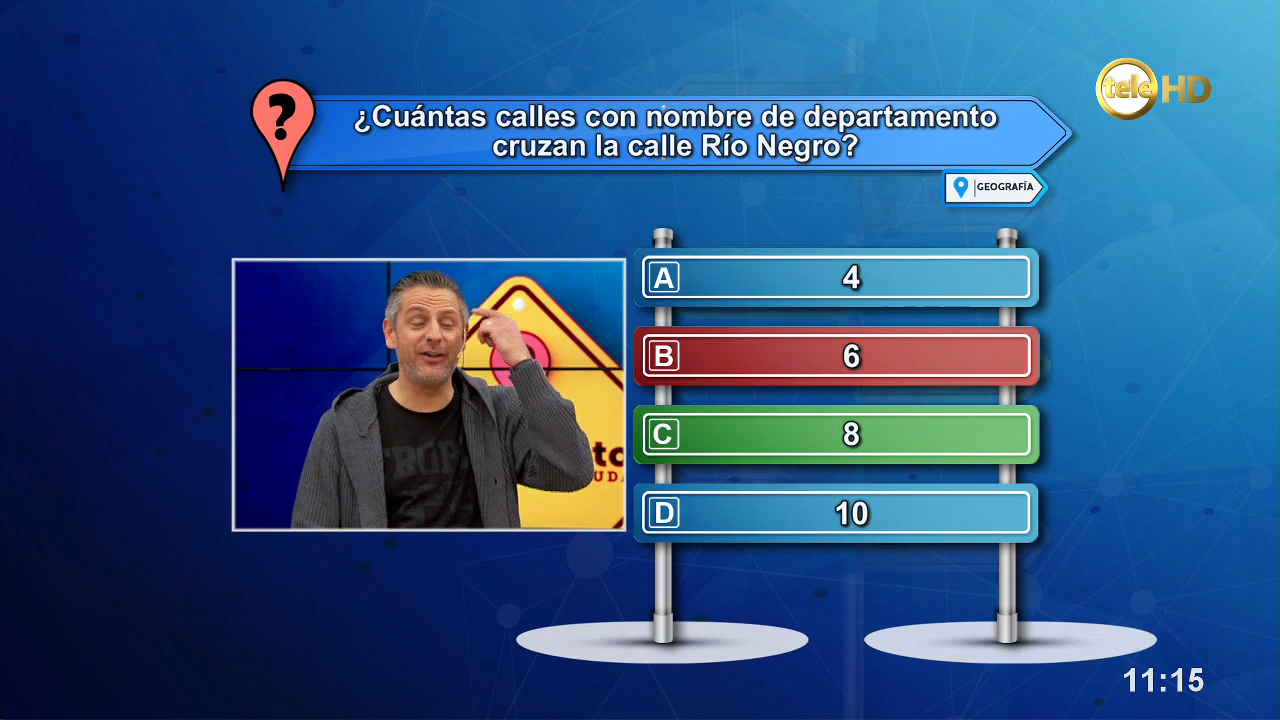 tele HD
?
¿Cuántas calles con nombre de departamento
cruzan la calle Río Negro?
GEOGRAFÍA
A 4
B 6
C 8
D 10
11:15